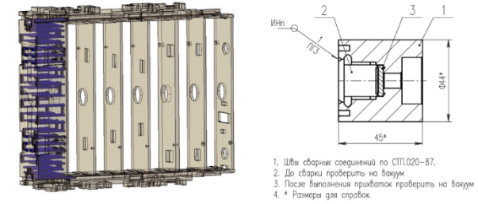 ИНп
ПГ3
2
3
1
Ф44*
45*
1. Швы сварных соединений по СТП.020-87.
2. До сварки проверить на вакуум
3. После выполнения прихваток проверить на вакуум
4. * Размеры для справок.